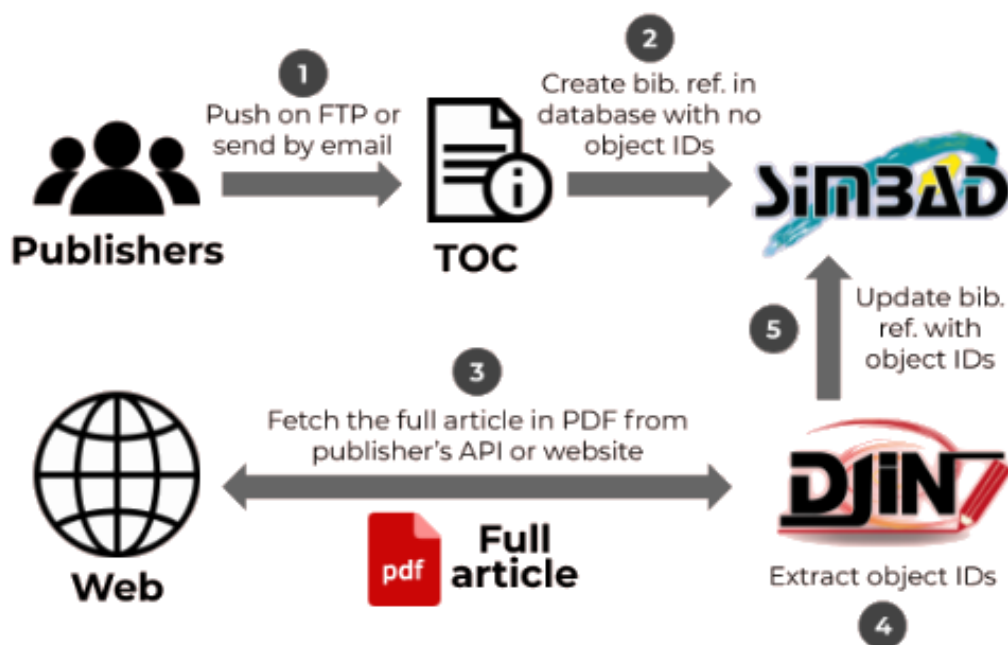 1
Push on FTP or
send by email
Publishers
i
TOC
2
Create bib. ref. in
database with no
object IDs
SiMBAD
3
Fetch the full article in PDF from
publisher's API or website
Web
pdf
Full
article
DJiN
Extract object IDs
4
5
Update bib.
ref. with
object IDs